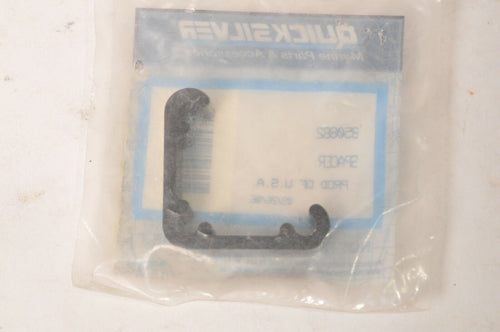 QUICKSILVER
Marine Parts & Accessories
SPACER
PROD OF U.S.A.